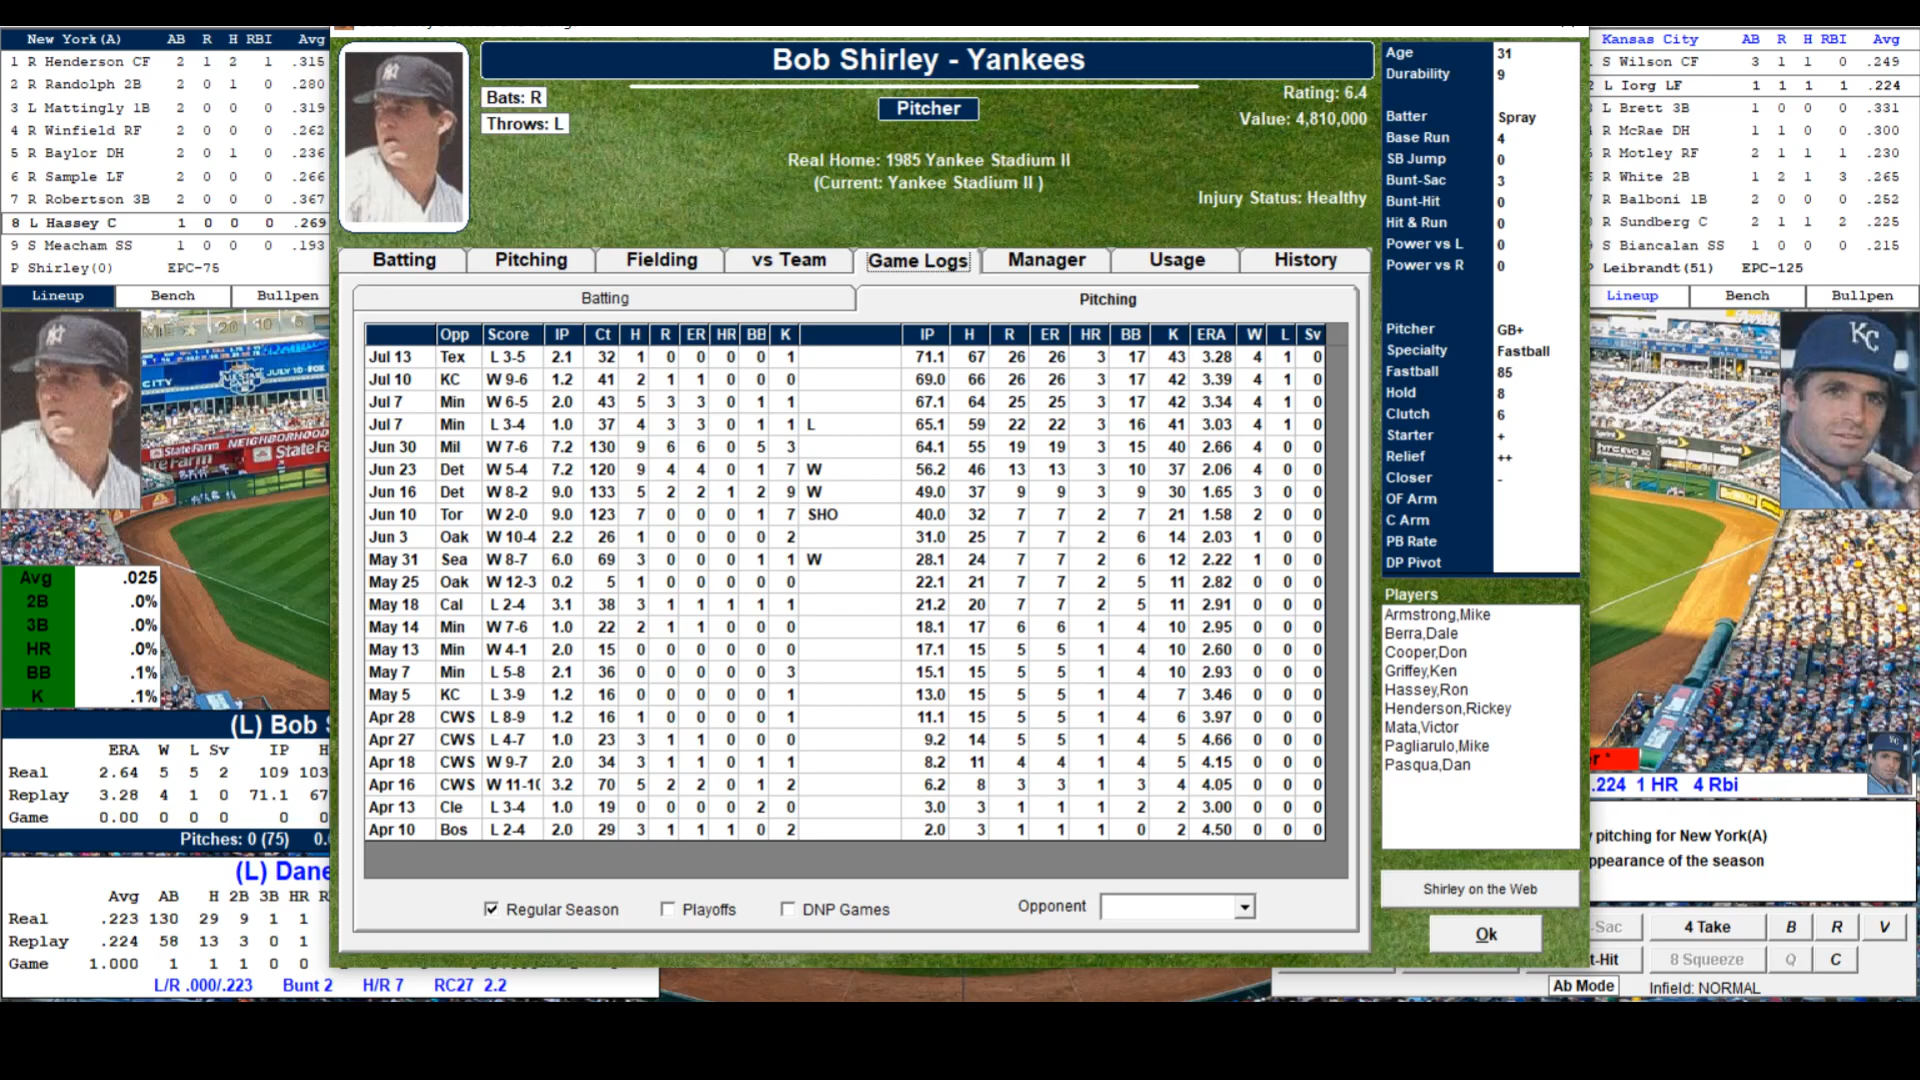 Bob Shirley - Yankees
Bats: R
Throws: L
Pitcher
Rating: 6.4
Value: 4,810,000
Real Home: 1985 Yankee Stadium II
(Current: Yankee Stadium II )
Injury Status: Healthy
Batting Pitching Fielding vs Team Game Logs Manager Usage History
Batting Pitching
Opp Score IP Ct H R ER HR BB K IP H R ER HR BB K ERA W L Sv
Jul 13 Tex L 3-5 2.1 32 1 0 0 0 0 1 71.1 67 26 26 3 17 43 3.28 4 1 0
Jul 10 KC W 9-6 1.2 41 2 1 1 0 0 0 69.0 66 26 26 3 17 42 3.39 4 1 0
Jul 7 Min W 6-5 2.0 43 5 3 3 0 1 1 67.1 64 25 25 3 17 42 3.34 4 1 0
Jul 7 Min L 3-4 1.0 37 4 3 3 0 1 1 L 65.1 59 22 22 3 16 41 3.03 4 1 0
Jun 30 Mil W 7-6 7.2 130 9 6 6 0 5 3 64.1 55 19 19 3 15 40 2.66 4 0 0
Jun 23 Det W 5-4 7.2 120 9 4 4 0 1 7 W 56.2 46 13 13 3 10 37 2.06 4 0 0
Jun 16 Det W 8-2 9.0 133 5 2 2 1 2 9 W 49.0 37 9 9 3 9 30 1.65 3 0 0
Jun 10 Tor W 2-0 9.0 123 7 0 0 0 1 7 SHO 40.0 32 7 7 2 7 21 1.58 2 0 0
Jun 3 Oak W 10-4 2.2 26 1 0 0 0 0 2 31.0 25 7 7 2 6 14 2.03 1 0 0
May 31 Sea W 8-7 6.0 69 3 0 0 0 1 1 W 28.1 24 7 7 2 6 12 2.22 1 0 0
May 25 Oak W 12-3 0.2 5 1 0 0 0 0 0 22.1 21 7 7 2 5 11 2.82 0 0 0
May 18 Cal L 2-4 3.1 38 3 1 1 1 1 1 21.2 20 7 7 2 5 11 2.91 0 0 0
May 14 Min W 7-6 1.0 22 2 1 1 0 0 0 18.1 17 6 6 1 4 10 2.95 0 0 0
May 13 Min W 4-1 2.0 15 0 0 0 0 0 0 17.1 15 5 5 1 4 10 2.60 0 0 0
May 7 Min L 5-8 2.1 36 0 0 0 0 0 3 15.1 15 5 5 1 4 10 2.93 0 0 0
May 5 KC L 3-9 1.2 16 0 0 0 0 0 1 13.0 15 5 5 1 4 7 3.46 0 0 0
Apr 28 CWS L 8-9 1.2 16 1 0 0 0 0 1 11.1 15 5 5 1 4 6 3.97 0 0 0
Apr 27 CWS L 4-7 1.0 23 3 1 1 0 0 0 9.2 14 5 5 1 4 5 4.66 0 0 0
Apr 18 CWS W 9-7 2.0 34 3 1 1 0 1 1 8.2 11 4 4 1 4 5 4.15 0 0 0
Apr 16 CWS W 11-1( 3.2 70 5 2 2 0 1 2 6.2 8 3 3 1 3 4 4.05 0 0 0
Apr 13 Cle L 3-4 1.0 19 0 0 0 0 2 0 3.0 3 1 1 1 2 2 3.00 0 0 0
Apr 10 Bos L 2-4 2.0 29 3 1 1 1 0 2 2.0 3 1 1 1 0 2 4.50 0 0 0
Regular Season Playoffs DNP Games Opponent
Age 31
Durability 9
Batter Spray
Base Run 4
SB Jump 0
Bunt-Sac 3
Bunt-Hit 0
Hit & Run 0
Power vs L 0
Power vs R 0
Pitcher GB+
Specialty Fastball
Fastball 85
Hold 8
Clutch 6
Starter +
Relief ++
Closer -
OF Arm
C Arm
PB Rate
DP Pivot
Players
Armstrong,Mike
Berra,Dale
Cooper,Don
Griffey,Ken
Hassey,Ron
Henderson,Rickey
Mata,Victor
Pagliarulo,Mike
Pasqua,Dan
Shirley on the Web
Ok
New York(A) AB R H RBI Avg
1 R Henderson CF 2 1 2 1 .315
2 R Randolph 2B 2 0 1 0 .280
3 L Mattingly 1B 2 0 0 0 .319
4 R Winfield RF 2 0 0 0 .262
5 R Baylor DH 2 0 1 0 .236
6 R Sample LF 2 0 0 0 .266
7 R Robertson 3B 2 0 0 0 .367
8 L Hassey C 1 0 0 0 .269
9 S Meacham SS 1 0 0 0 .193
P Shirley(0) EPC-75
Lineup Bench Bullpen
Kansas City AB R H RBI Avg
S Wilson CF 3 1 1 0 .249
L Iorg LF 1 1 1 1 .224
L Brett 3B 1 0 1 0 .331
R McRae DH 1 1 0 0 .300
R Motley RF 2 1 1 1 .230
R White 2B 1 2 1 3 .265
R Balboni 1B 2 0 0 0 .252
R Sundberg C 2 1 1 2 .225
S Biancalan SS 1 0 1 0 .215
Leibrandt(51) EPC-125
Lineup Bench Bullpen
CITY
JULY 10 FOX
StateFarm NEIGHBORHOOD
State Fa
Avg .025
2B .0%
3B .0%
HR .0%
BB .1%
K .1%
(L) Bob S
ERA W L Sv IP H
Real 2.64 5 5 2 109 103
Replay 3.28 4 1 0 71.1 67
Game 0.00 0 0 0 0 0
Pitches: 0 (75) 0.
(L) Dane
Avg AB H 2B 3B HR R
Real .223 130 29 9 1 1
Replay .224 58 13 3 0 1
Game 1.000 1 1 1 0 0
L/R .000/.223 Bunt 2 H/R 7 RC27 2.2
KC
.224 1 HR 4 Rbi
pitching for New York(A)
ppearance of the season
-Sac 4 Take B R V
t-Hit 8 Squeeze Q C
Ab Mode Infield: NORMAL